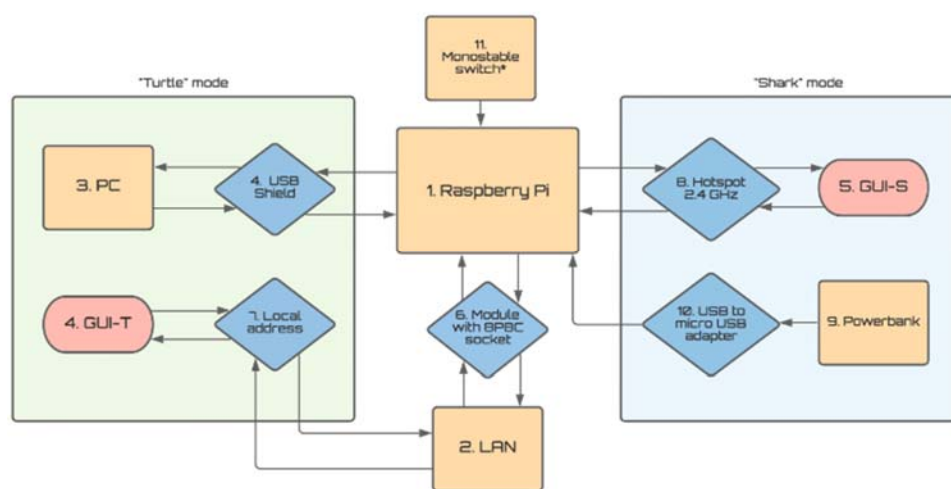 11.
Monostable
switch*
"Turtle" mode
"Shark" mode
3. PC
4. USB
Shield
1. Raspberry Pi
8. Hotspot
2.4 GHz
5. GUI-S
4. GUI-T
7. Local
address
6. Module
with 8P8C
socket
10. USB to
micro USB
adapter
9. Powerbank
2. LAN